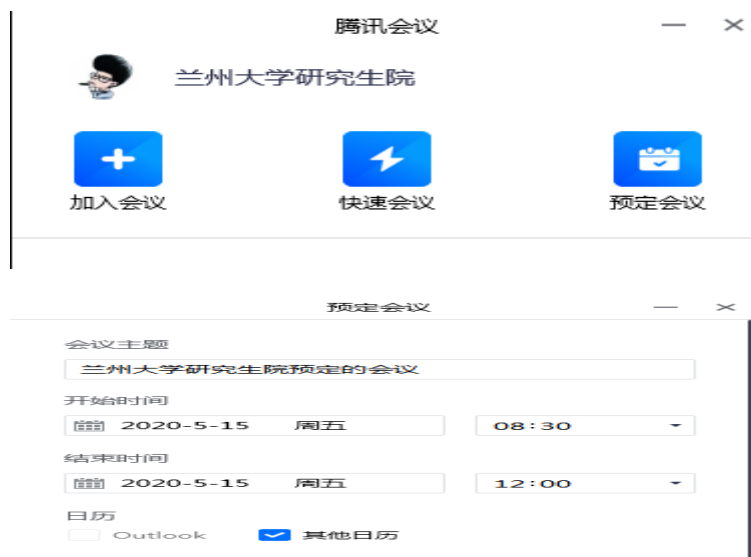 腾讯会议
兰州大学研究生院
加入会议 快速会议 预定会议
预定会议
会议主题
兰州大学研究生院预定的会议
开始时间
2020-5-15 周五 08:30
结束时间
2020-5-15 周五 12:00
日历
Outlook 其他日历